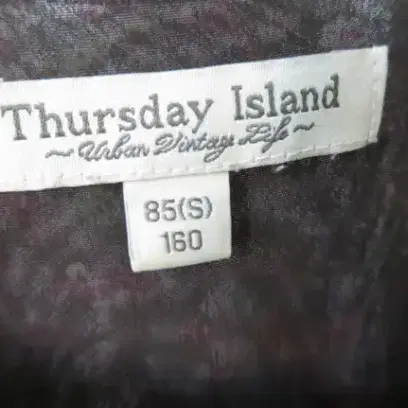 Thursday Island
~ Urban Vintage Life ~
85(S)
160